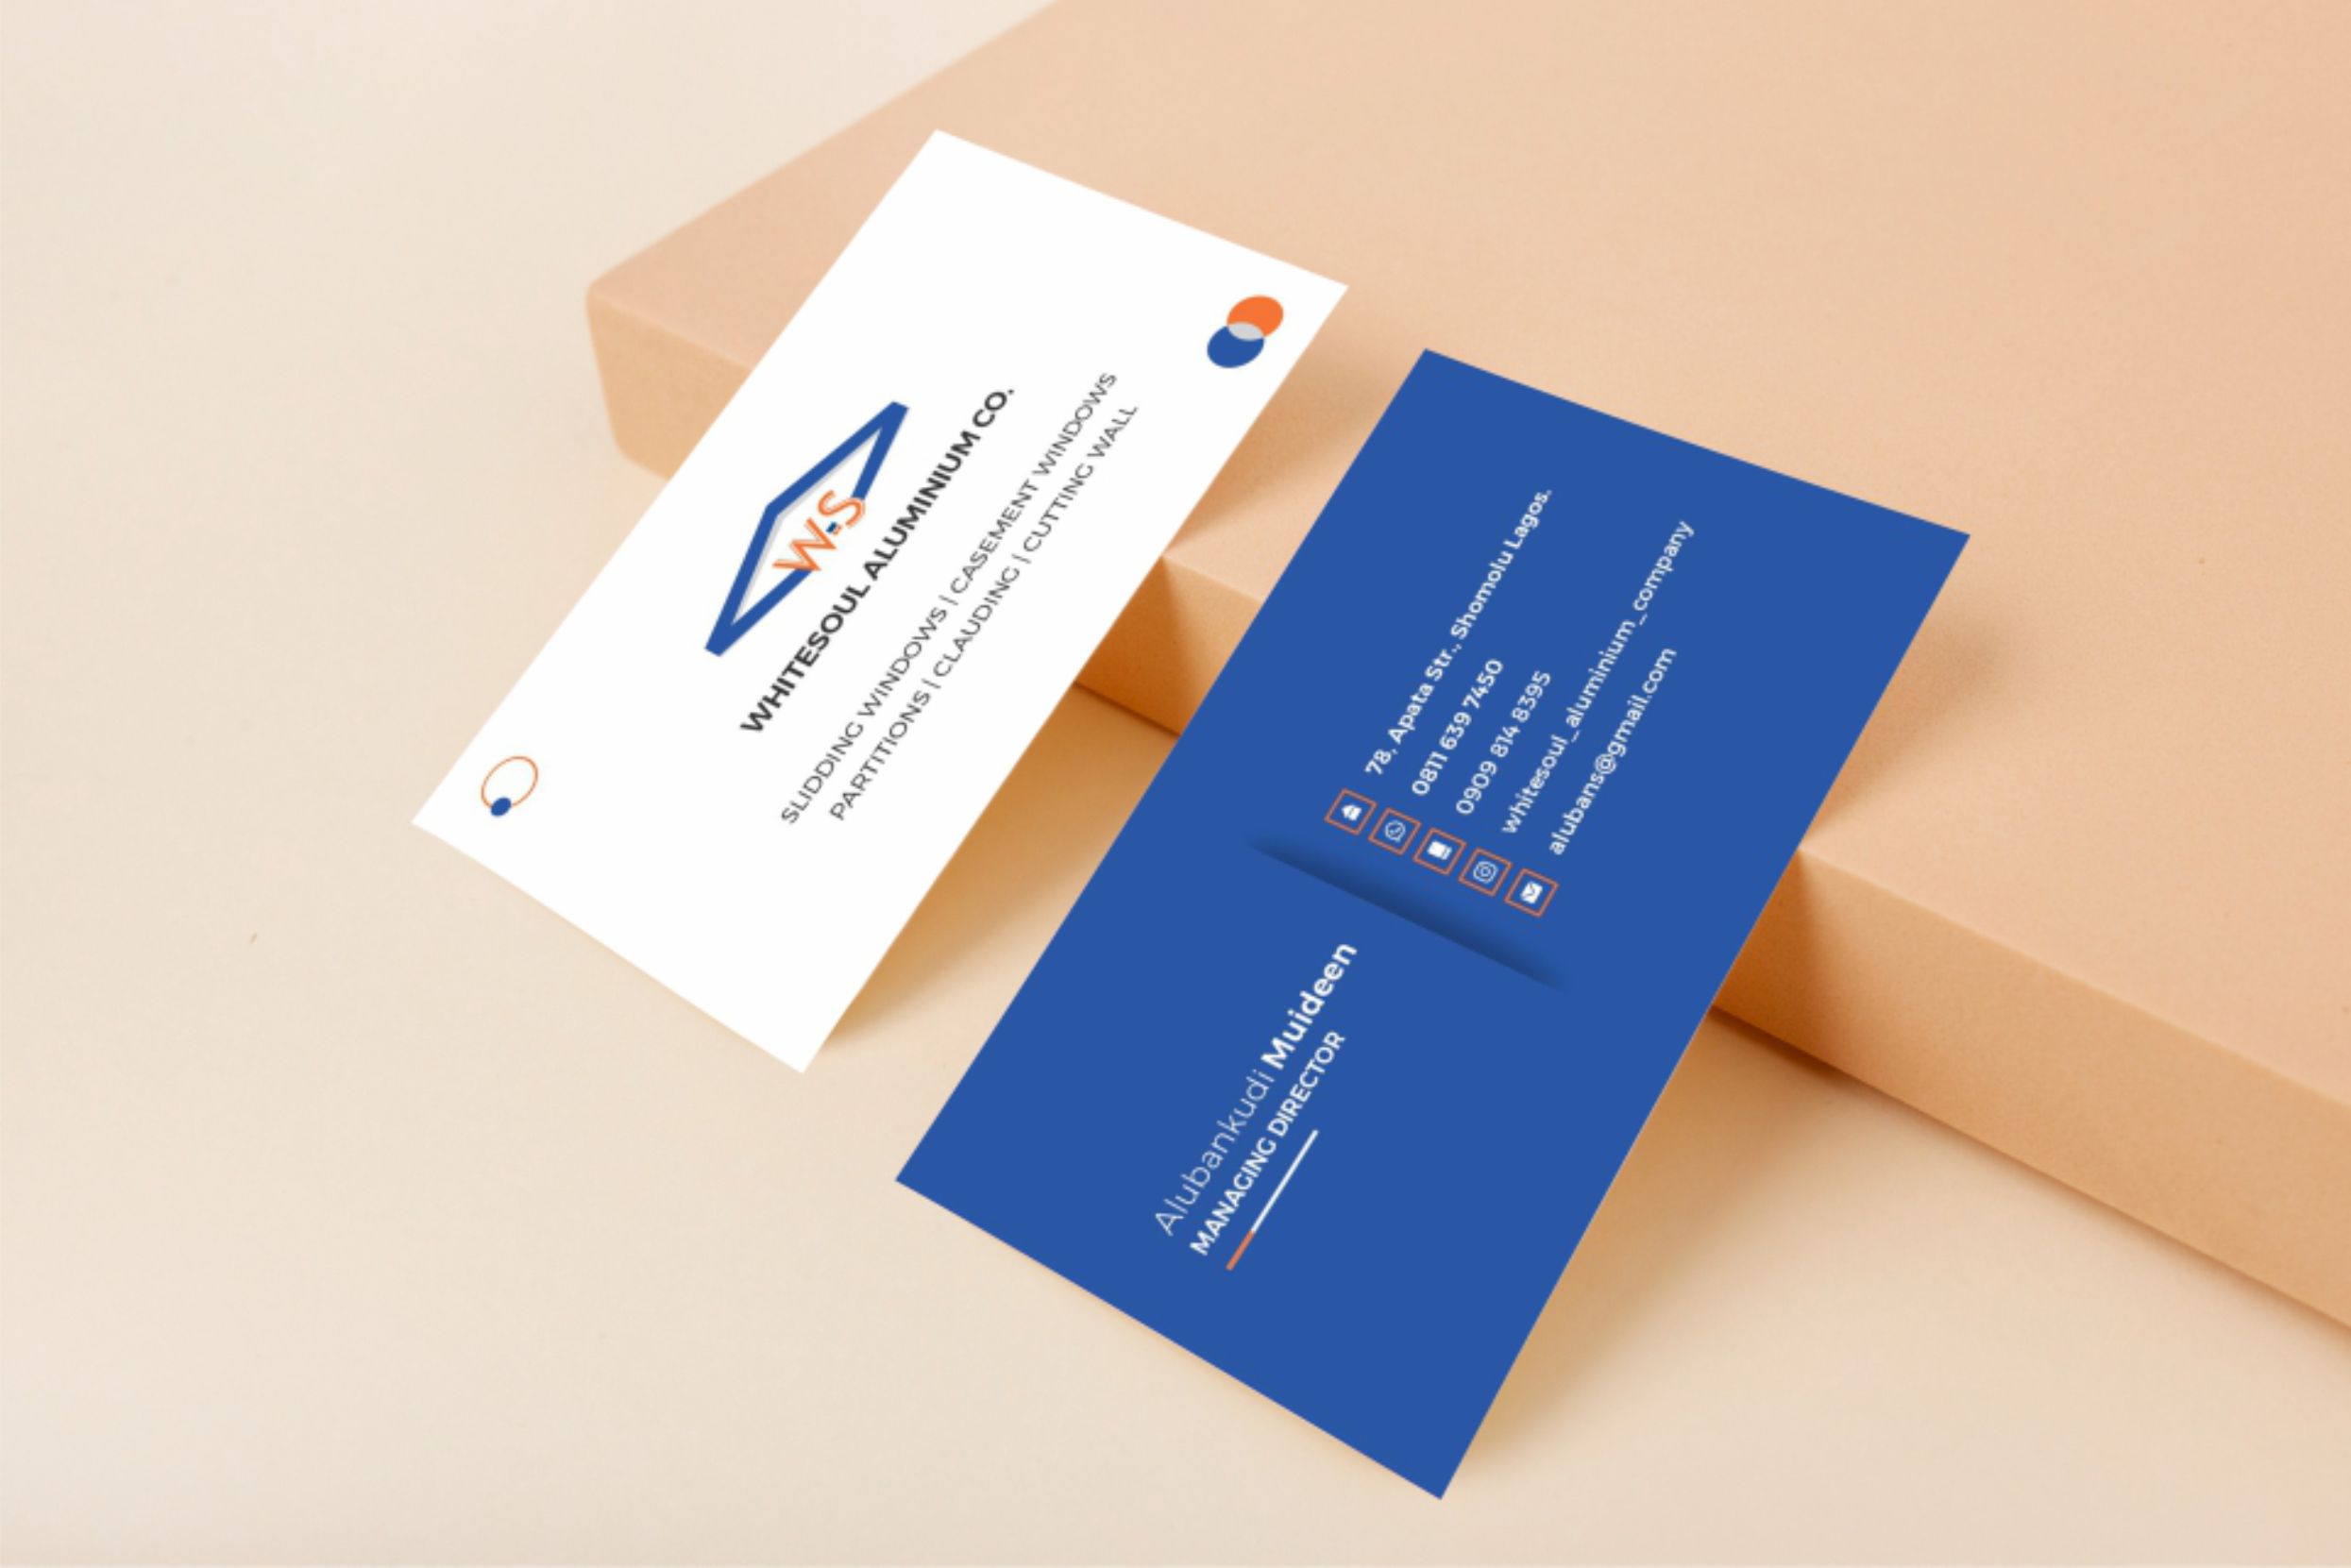 W.S
WHITESOUL ALUMINIUM CO.
SLIDDING WINDOWS | CASEMENT WINDOWS
PARTITIONS | CLAUDING | CUTTING WALL
Alubankudi Muideen
MANAGING DIRECTOR
78, Apata Str., Shomolu Lagos.
0811 639 7450
0909 814 8395
whitesoul_aluminium_company
alubans@gmail.com